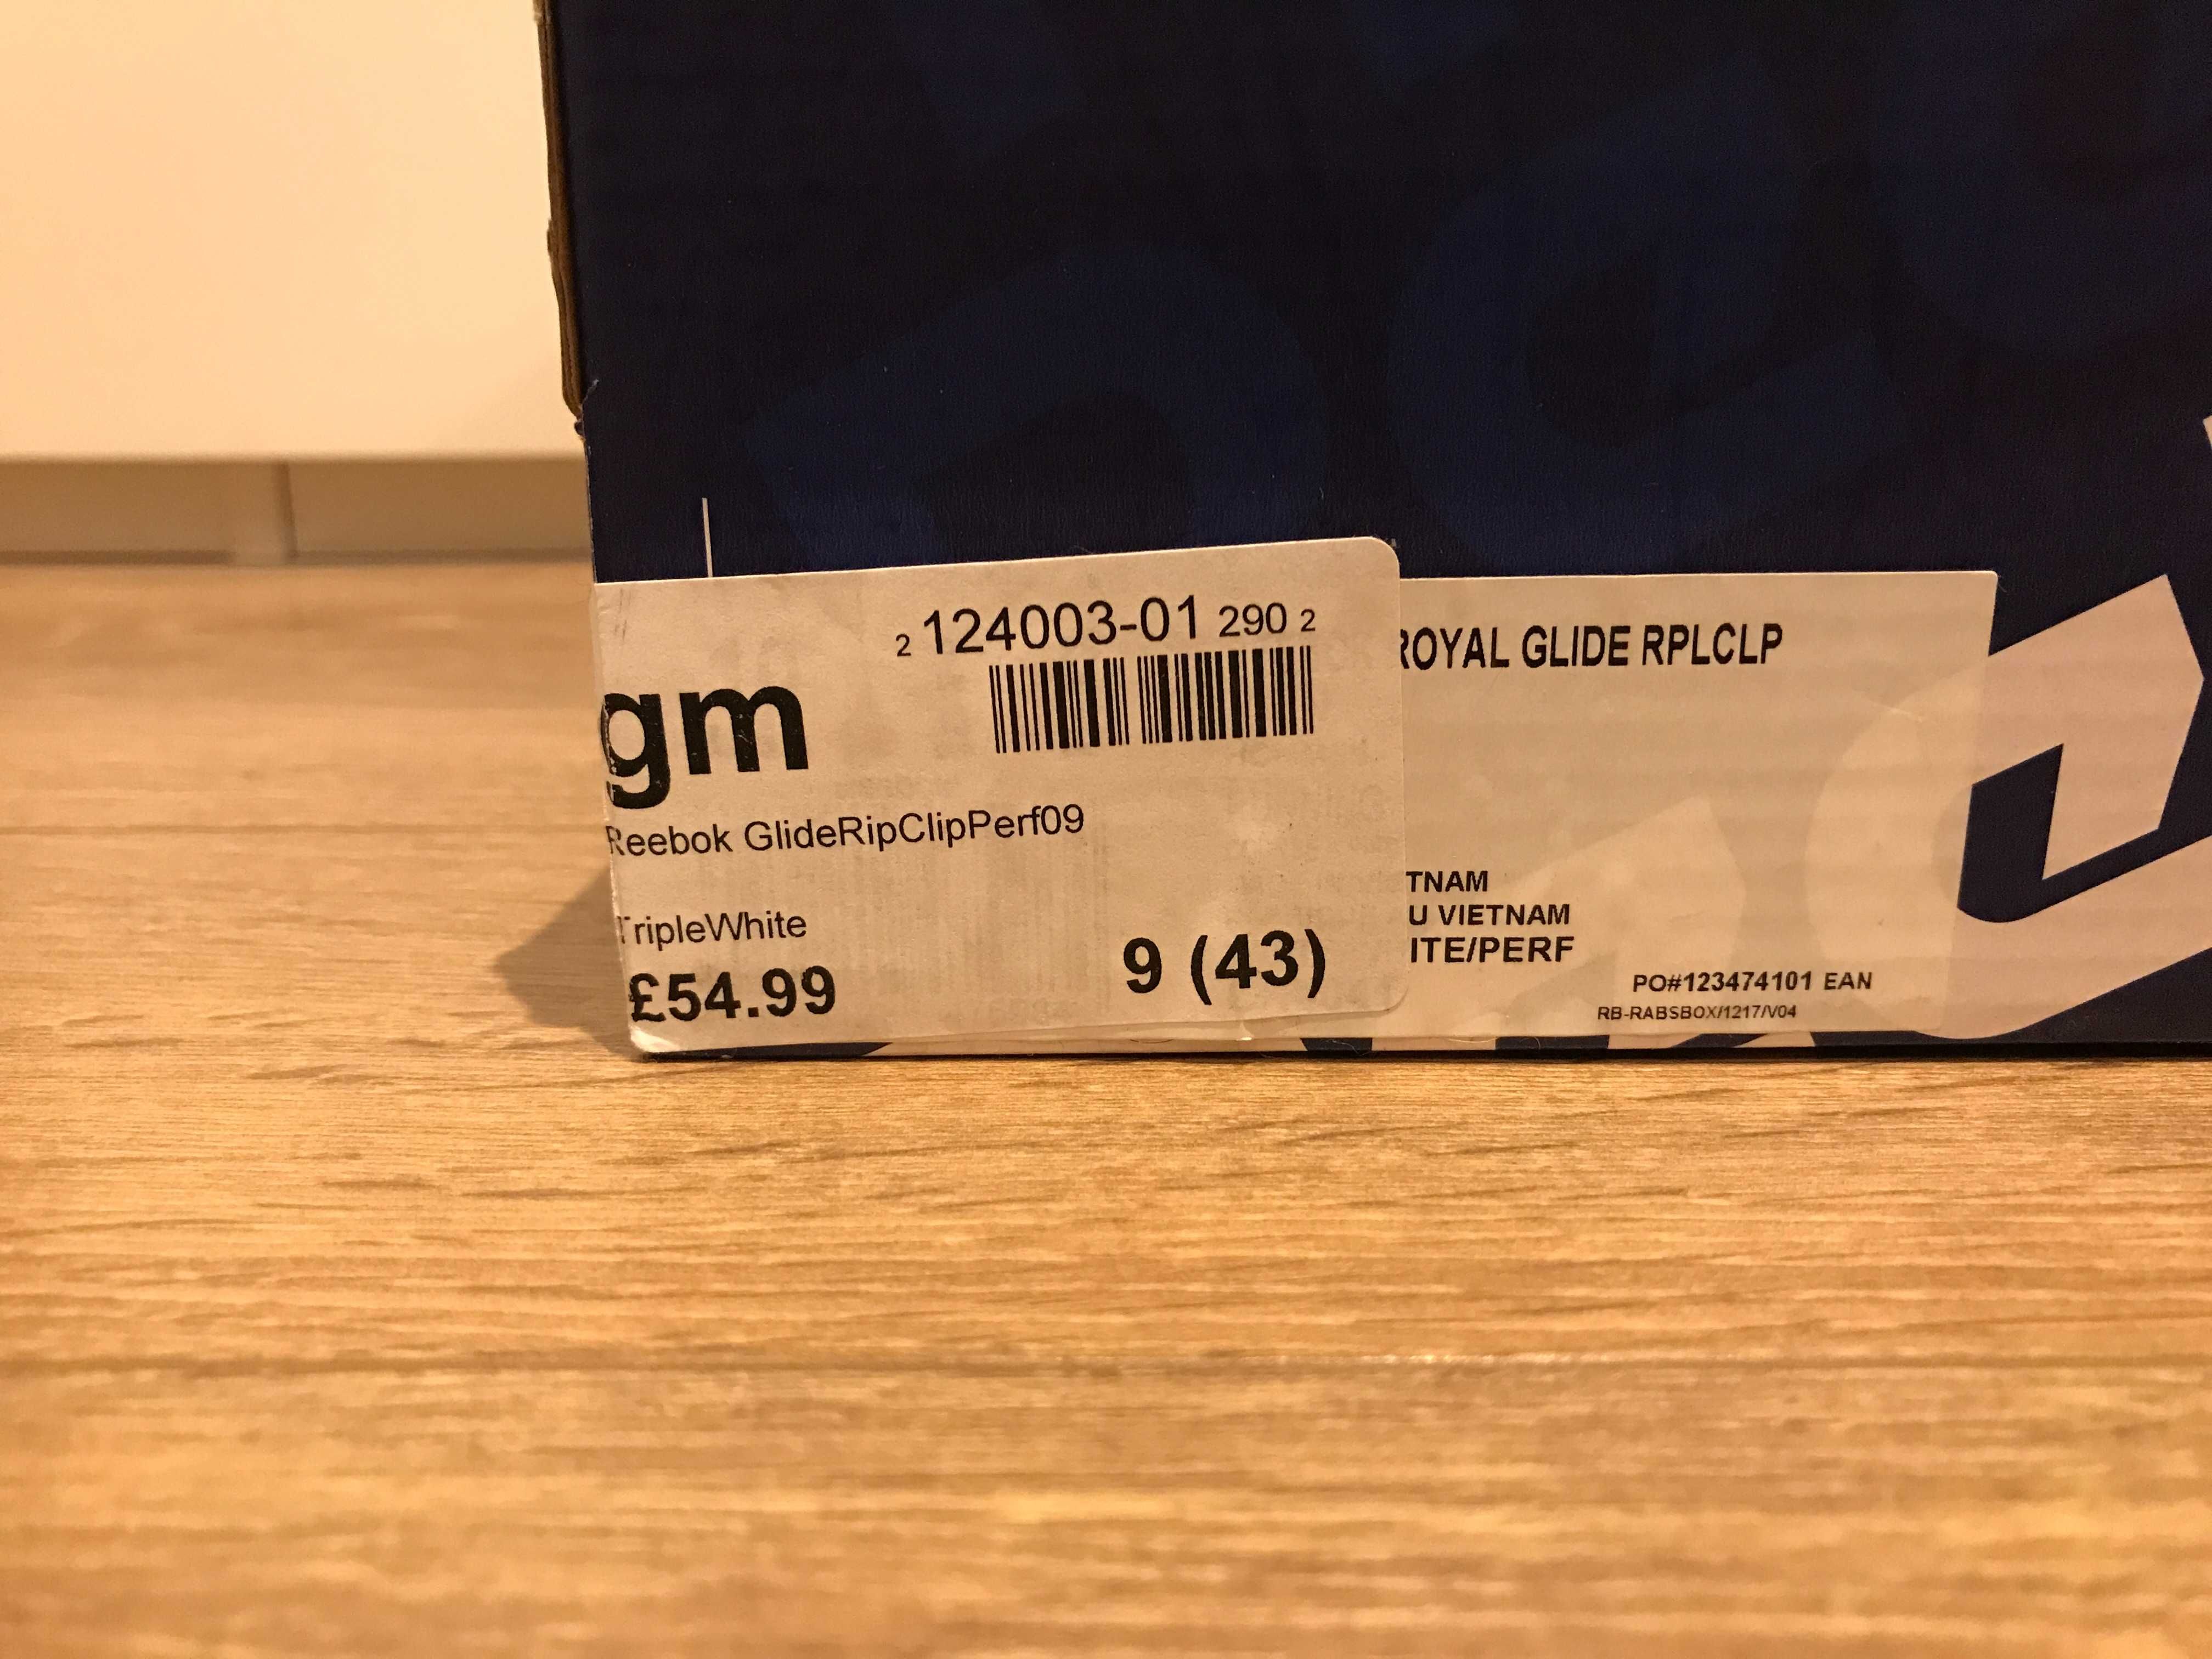 2 124003-01 290 2
gm
Reebok GlideRipClipPerf09
TripleWhite
£54.99
9 (43)
ROYAL GLIDE RPLCLP
TNAM
U VIETNAM
ITE/PERF
PO#123474101 EAN
RB-RABSBOX/1217/V04